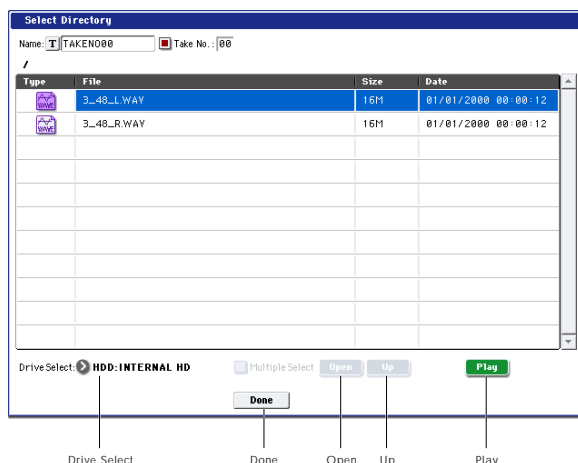 Select Directory
Name: T TAKENO00 Take No.: 00
/
Type File Size Date
WAVE 3_48_L.WAV 16M 01/01/2000 00:00:12
WAVE 3_48_R.WAV 16M 01/01/2000 00:00:12
Drive Select: HDD:INTERNAL HD Multiple Select Open Up Play
Done
Drive Select Done Open Up Play